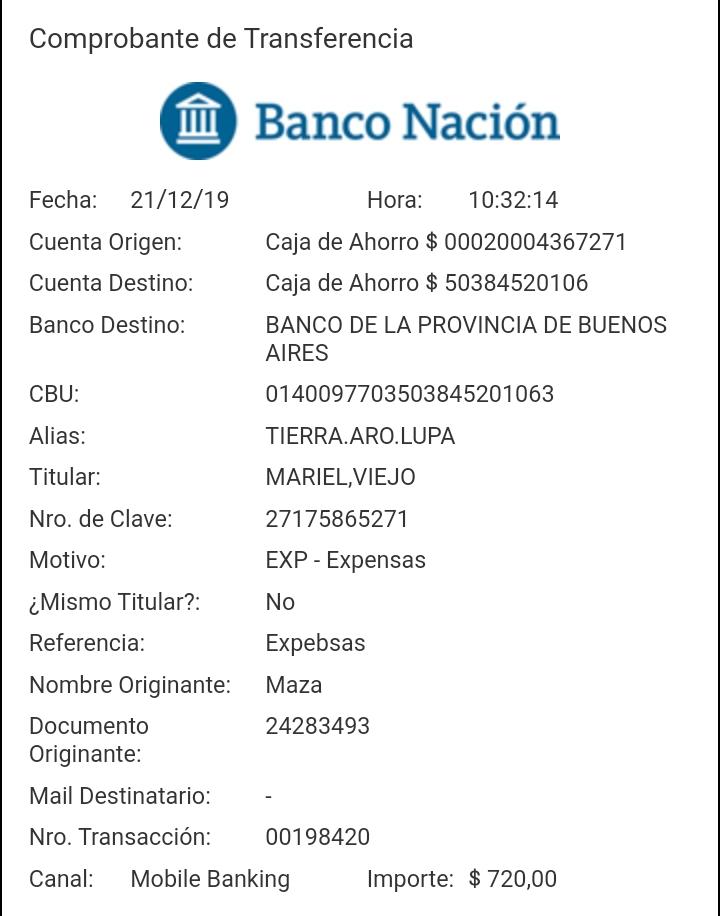 Comprobante de Transferencia
Banco Nación
Fecha: 21/12/19 Hora: 10:32:14
Cuenta Origen: Caja de Ahorro $ 00020004367271
Cuenta Destino: Caja de Ahorro $ 50384520106
Banco Destino: BANCO DE LA PROVINCIA DE BUENOS
AIRES
CBU: 0140097703503845201063
Alias: TIERRA.ARO.LUPA
Titular: MARIEL,VIEJO
Nro. de Clave: 27175865271
Motivo: EXP - Expensas
¿Mismo Titular?: No
Referencia: Expebsas
Nombre Originante: Maza
Documento 24283493
Originante:
Mail Destinatario: -
Nro. Transacción: 00198420
Canal: Mobile Banking Importe: $ 720,00